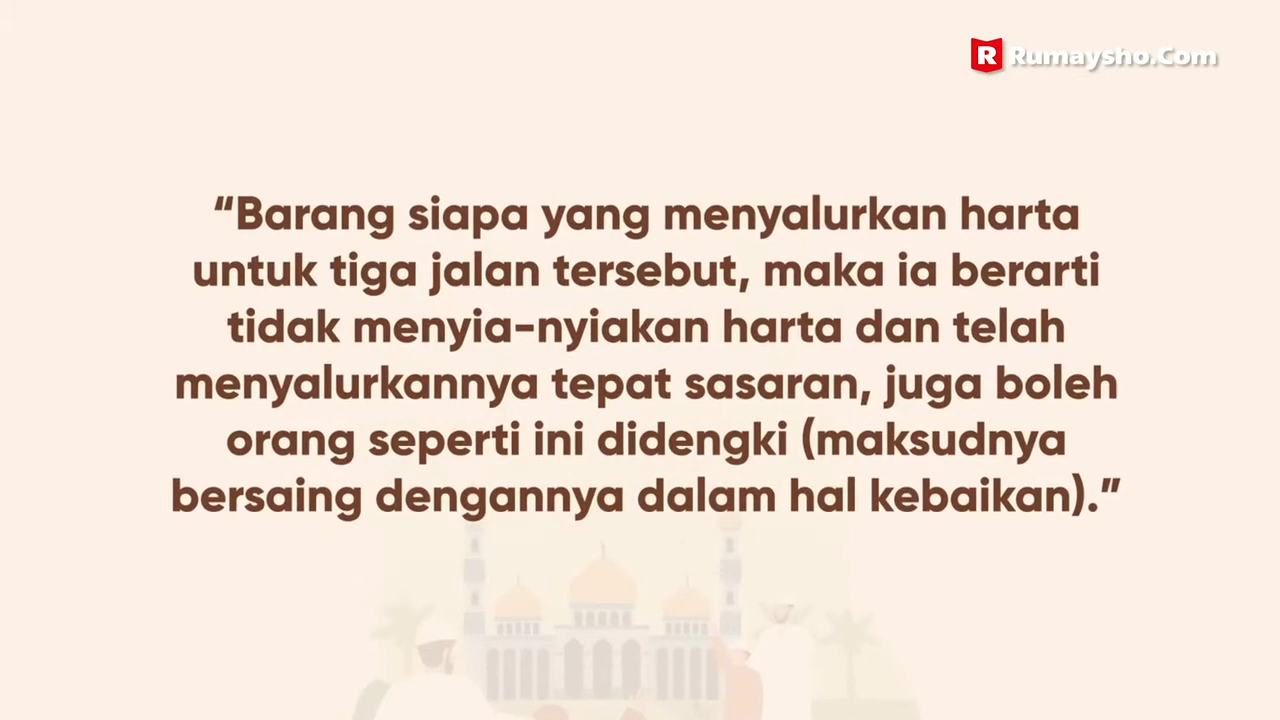 R Rumaysho.Com
“Barang siapa yang menyalurkan harta
untuk tiga jalan tersebut, maka ia berarti
tidak menyia-nyiakan harta dan telah
menyalurkannya tepat sasaran, juga boleh
orang seperti ini didengki (maksudnya
bersaing dengannya dalam hal kebaikan).”